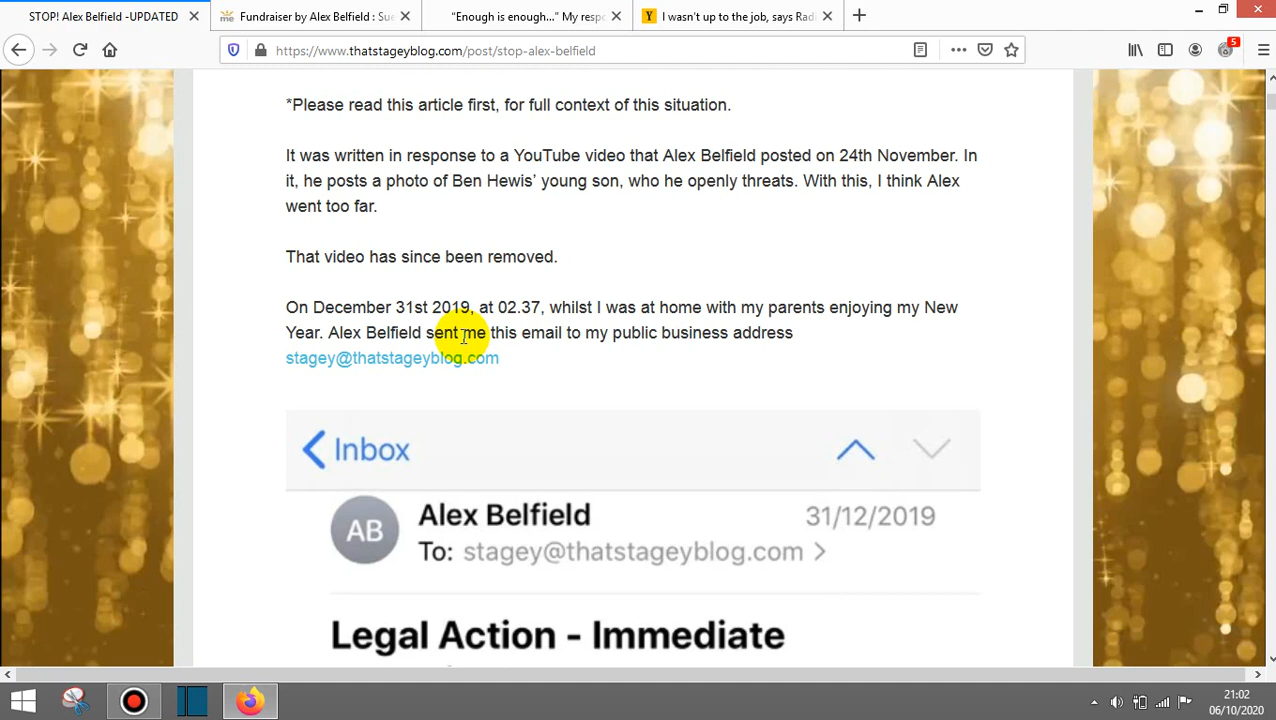 STOP! Alex Belfield -UPDATED
Fundraiser by Alex Belfield : Sue
“Enough is enough...” My respo
I wasn't up to the job, says Radi
https://www.thatstageyblog.com/post/stop-alex-belfield
5
*Please read this article first, for full context of this situation.
It was written in response to a YouTube video that Alex Belfield posted on 24th November. In
it, he posts a photo of Ben Hewis’ young son, who he openly threats. With this, I think Alex
went too far.
That video has since been removed.
On December 31st 2019, at 02.37, whilst I was at home with my parents enjoying my New
Year. Alex Belfield sent me this email to my public business address
stagey@thatstageyblog.com
Inbox
AB
Alex Belfield
31/12/2019
To: stagey@thatstageyblog.com
Legal Action - Immediate
21:02
06/10/2020